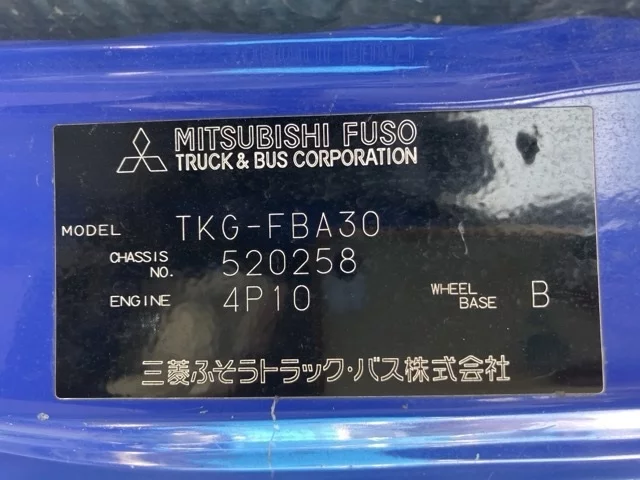 MITSUBISHI FUSO
TRUCK & BUS CORPORATION
MODEL TKG-FBA30
CHASSIS NO. 520258
ENGINE 4P10 WHEEL BASE B
三菱ふそうトラック・バス株式会社